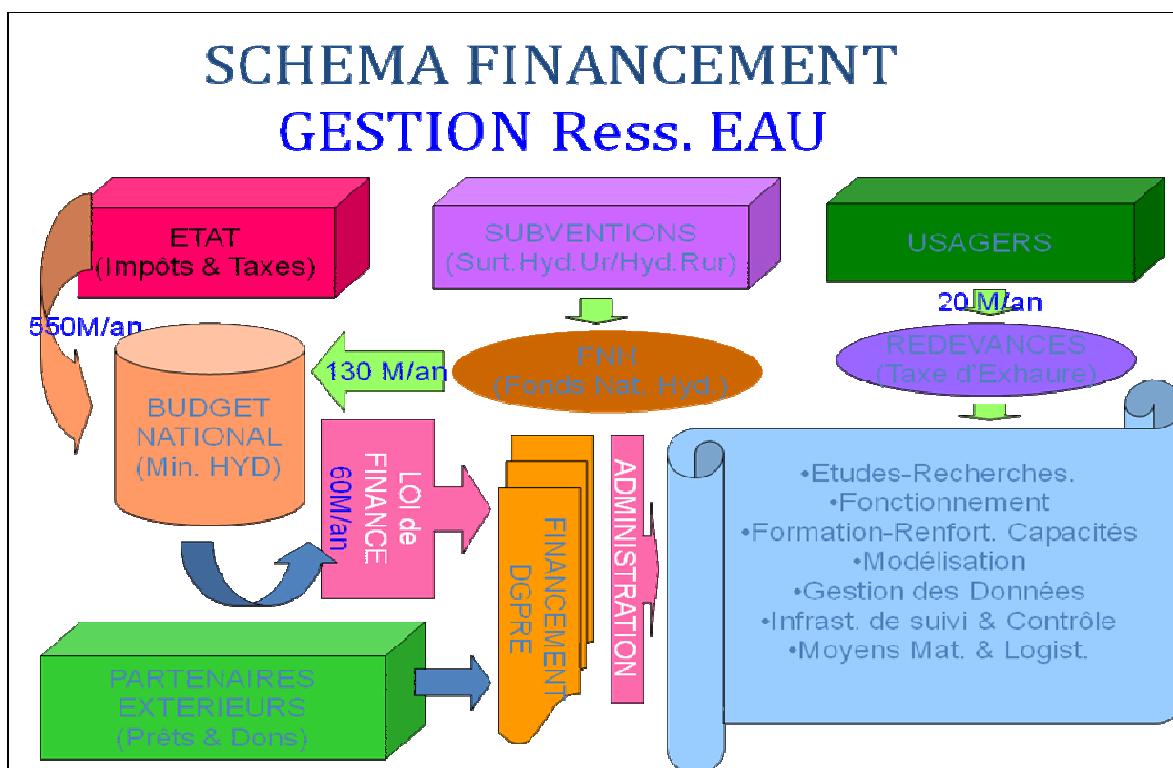 SCHEMA FINANCEMENT
GESTION Ress. EAU
ETAT
(Impôts & Taxes)
SUBVENTIONS
(Surt.Hyd.Ur/Hyd.Rur)
USAGERS
550M/an
20 M/an
130 M/an
FNH
(Fonds Nat. Hyd.)
REDEVANCES
(Taxe d'Exhaure)
BUDGET
NATIONAL
(Min. HYD)
LOI de
FINANCE
60M/an
FINANCEMENT
DGPRE
ADMINISTRATION
•Etudes-Recherches.
•Fonctionnement
•Formation-Renfort. Capacités
•Modélisation
•Gestion des Données
•Infrast. de suivi & Contrôle
•Moyens Mat. & Logist.
PARTENAIRES
EXTERIEURS
(Prêts & Dons)